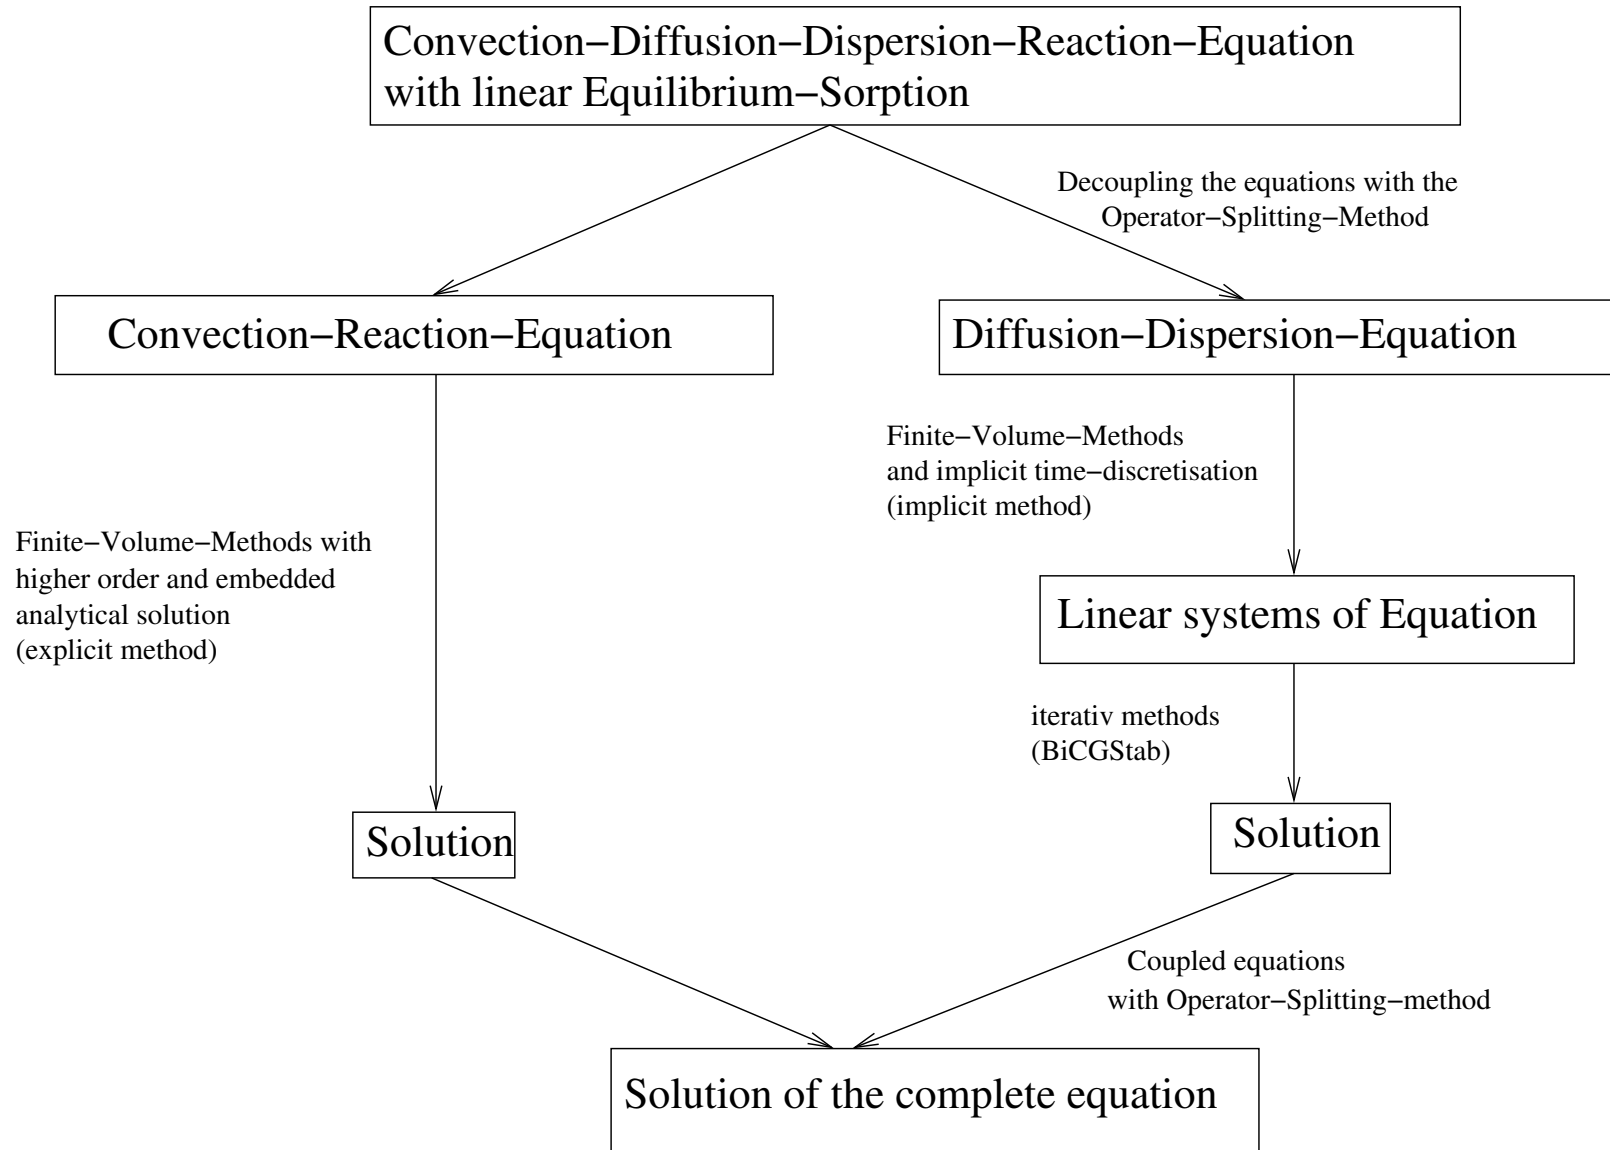 Convection–Diffusion–Dispersion–Reaction–Equation
with linear Equilibrium–Sorption
Decoupling the equations with the
Operator–Splitting–Method
Convection–Reaction–Equation
Diffusion–Dispersion–Equation
Finite–Volume–Methods
and implicit time–discretisation
(implicit method)
Finite–Volume–Methods with
higher order and embedded
analytical solution
(explicit method)
Linear systems of Equation
iterativ methods
(BiCGStab)
Solution
Solution
Coupled equations
with Operator–Splitting–method
Solution of the complete equation